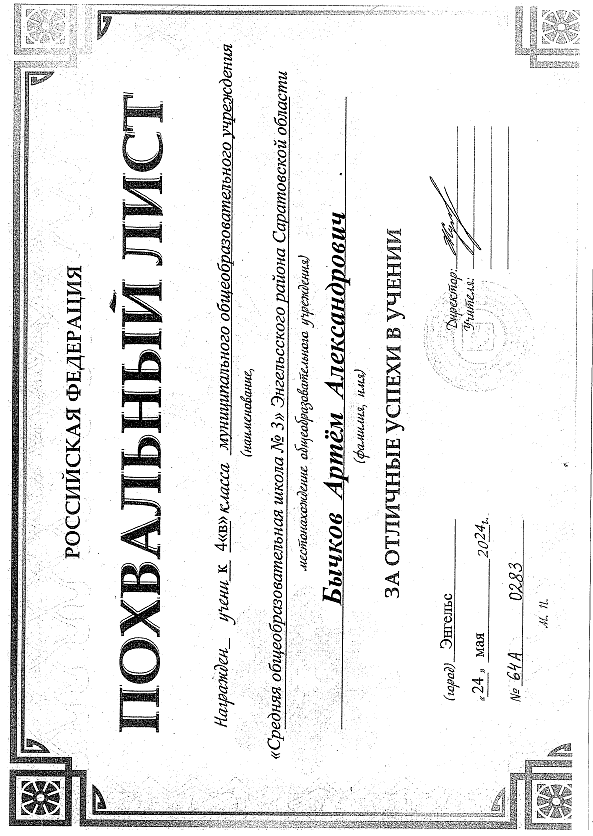 РОССИЙСКАЯ ФЕДЕРАЦИЯ
ПОХВАЛЬНЫЙ ЛИСТ
Награжден_ учени к 4«в» класса муниципального общеобразовательного учреждения
(наименование,
«Средняя общеобразовательная школа № 3» Энгельсского района Саратовской области
местонахождение общеобразовательного учреждения)
Бычков Артём Александрович
(фамилия, имя)
ЗА ОТЛИЧНЫЕ УСПЕХИ В УЧЕНИИ
(город) Энгельс
Директор:
«24» мая 2024г.
Учителя:
№ 64А 0283
М. П.